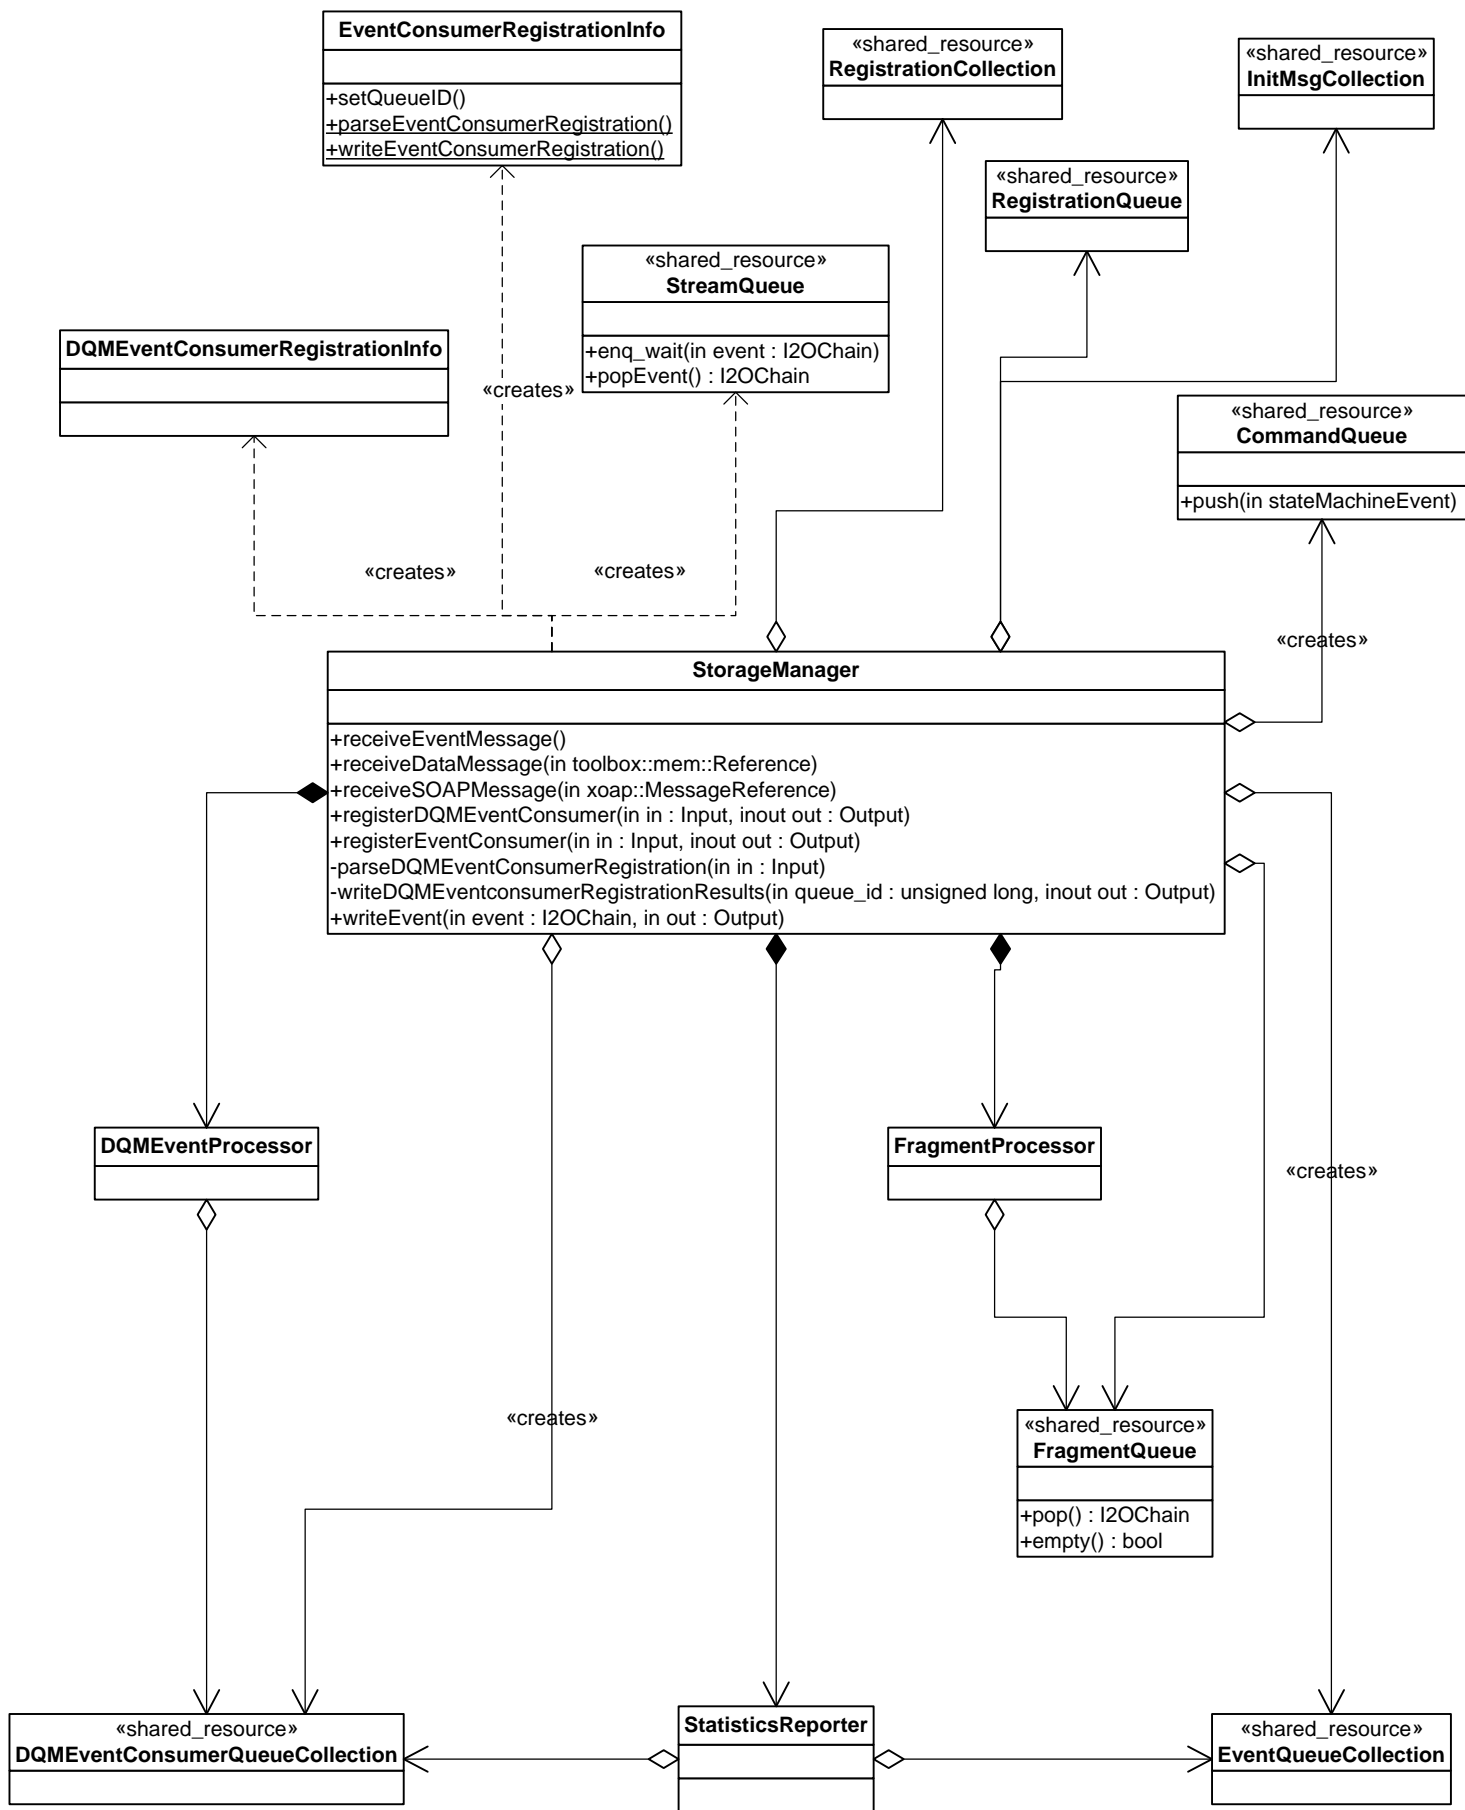 EventConsumerRegistrationInfo
+setQueueID()
+parseEventConsumerRegistration()
+writeEventConsumerRegistration()
«shared_resource»
RegistrationCollection
«shared_resource»
InitMsgCollection
«shared_resource»
RegistrationQueue
«shared_resource»
StreamQueue
+enq_wait(in event : I2OChain)
+popEvent() : I2OChain
DQMEventConsumerRegistrationInfo
«creates»
«shared_resource»
CommandQueue
+push(in stateMachineEvent)
«creates»
«creates»
«creates»
StorageManager
+receiveEventMessage()
+receiveDataMessage(in toolbox::mem::Reference)
+receiveSOAPMessage(in xoap::MessageReference)
+registerDQMEventConsumer(in in : Input, inout out : Output)
+registerEventConsumer(in in : Input, inout out : Output)
-parseDQMEventConsumerRegistration(in in : Input)
-writeDQMEventconsumerRegistrationResults(in queue_id : unsigned long, inout out : Output)
+writeEvent(in event : I2OChain, in out : Output)
DQMEventProcessor
FragmentProcessor
«creates»
«creates»
«shared_resource»
FragmentQueue
+pop() : I2OChain
+empty() : bool
«shared_resource»
DQMEventConsumerQueueCollection
StatisticsReporter
«shared_resource»
EventQueueCollection